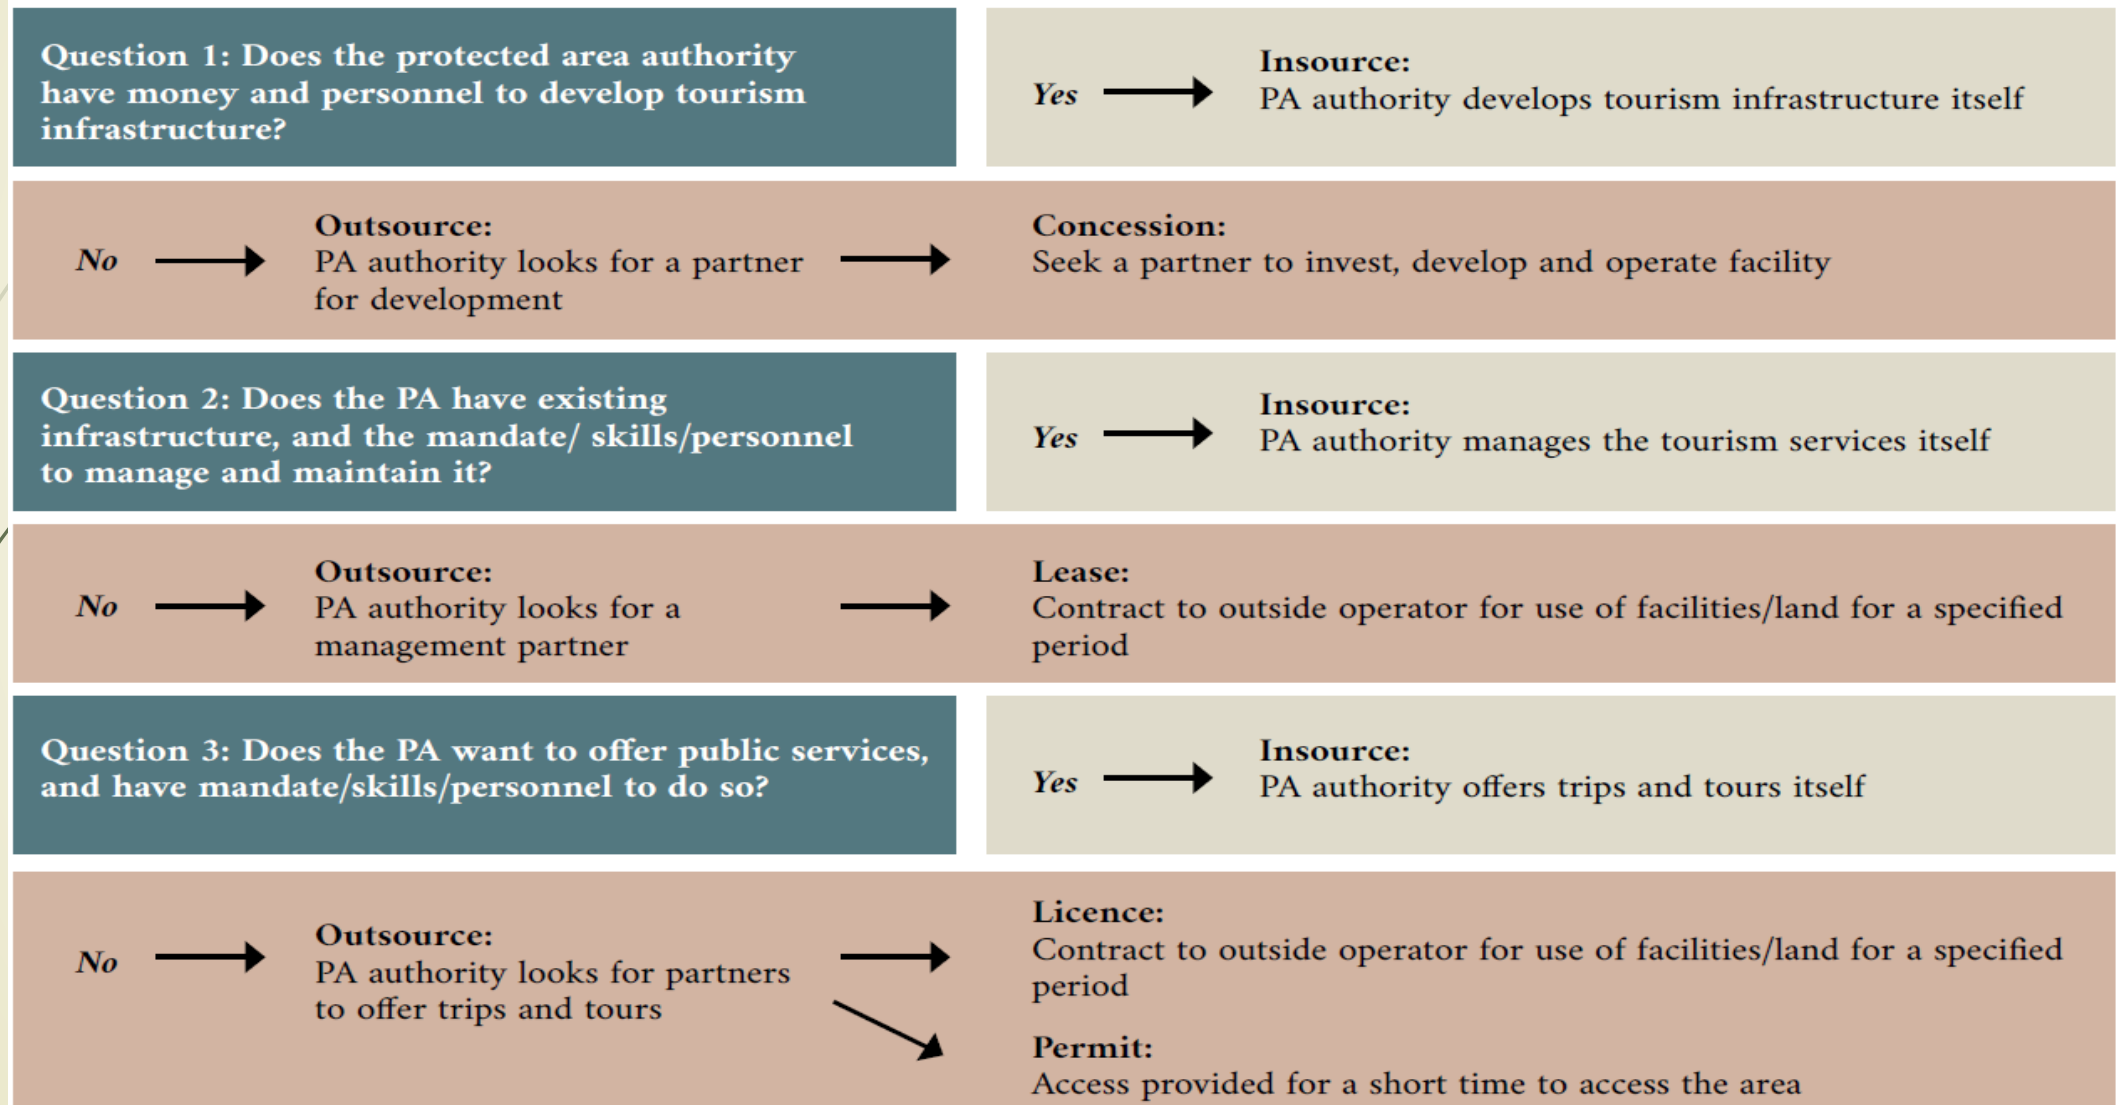 Question 1: Does the protected area authority
have money and personnel to develop tourism
infrastructure?
Yes
Insource:
PA authority develops tourism infrastructure itself
No
Outsource:
PA authority looks for a partner
for development
Concession:
Seek a partner to invest, develop and operate facility
Question 2: Does the PA have existing
infrastructure, and the mandate/ skills/personnel
to manage and maintain it?
Yes
Insource:
PA authority manages the tourism services itself
No
Outsource:
PA authority looks for a
management partner
Lease:
Contract to outside operator for use of facilities/land for a specified
period
Question 3: Does the PA want to offer public services,
and have mandate/skills/personnel to do so?
Yes
Insource:
PA authority offers trips and tours itself
No
Outsource:
PA authority looks for partners
to offer trips and tours
Licence:
Contract to outside operator for use of facilities/land for a specified
period
Permit:
Access provided for a short time to access the area